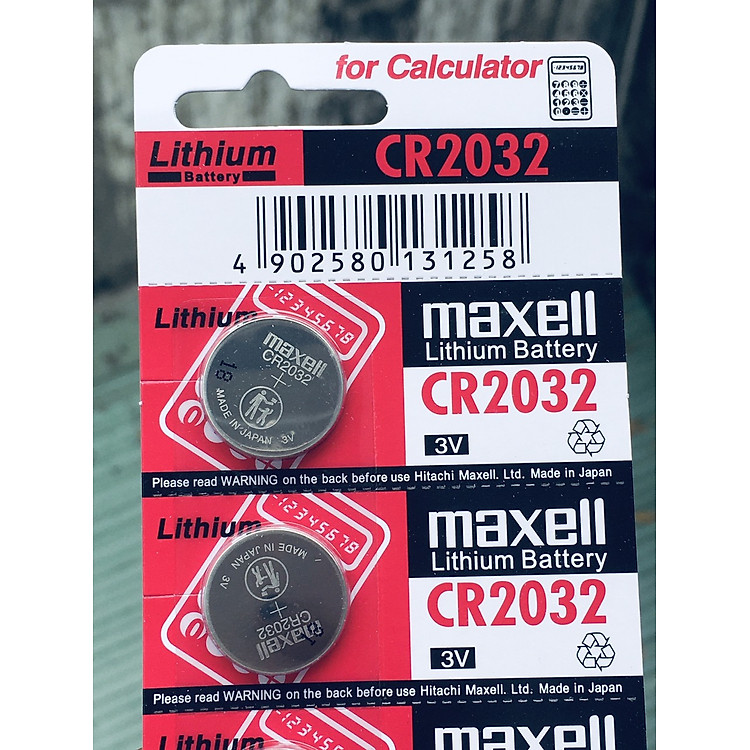 for Calculator
Lithium
Battery
CR2032
4 902580 131258
Lithium
maxell
CR2032
+
18
MADE IN JAPAN 3V
maxell
Lithium Battery
CR2032
3V
Please read WARNING on the back before use Hitachi Maxell. Ltd. Made in Japan
Lithium
maxell
CR2032
+
MADE IN JAPAN
3V
maxell
Lithium Battery
CR2032
3V
Please read WARNING on the back before use Hitachi Maxell. Ltd. Made in Japan
Lithium
maxell